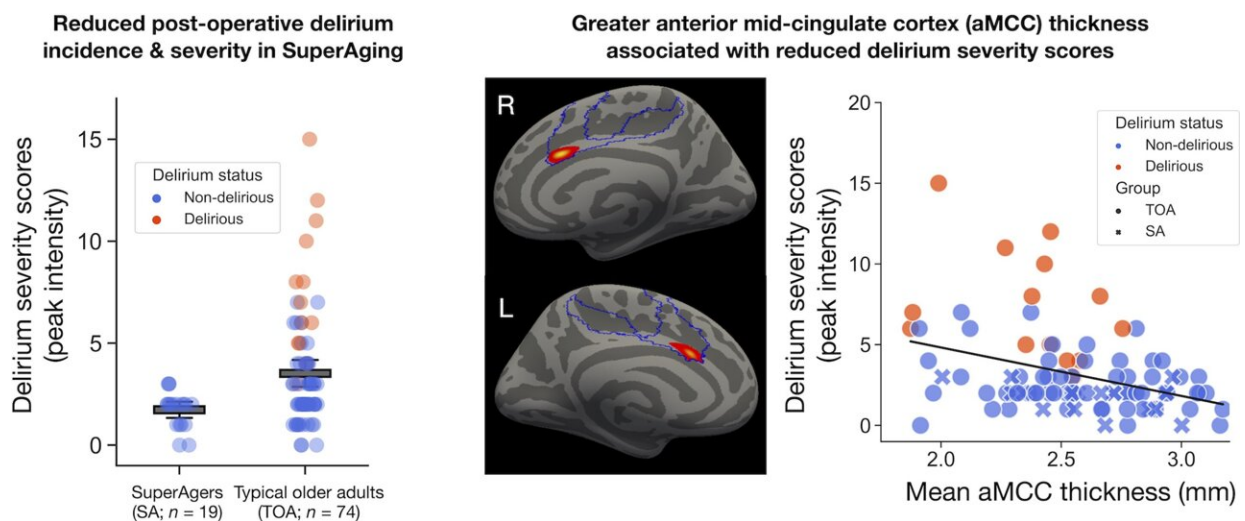 Reduced post-operative delirium
incidence & severity in SuperAging
Delirium severity scores
(peak intensity)
15
10
5
0
Delirium status
Non-delirious
Delirious
SuperAgers
(SA; n = 19)
Typical older adults
(TOA; n = 74)
Greater anterior mid-cingulate cortex (aMCC) thickness
associated with reduced delirium severity scores
R
L
Delirium severity scores
(peak intensity)
20
15
10
5
0
Delirium status
Non-delirious
Delirious
Group
TOA
SA
2.0
2.5
3.0
Mean aMCC thickness (mm)